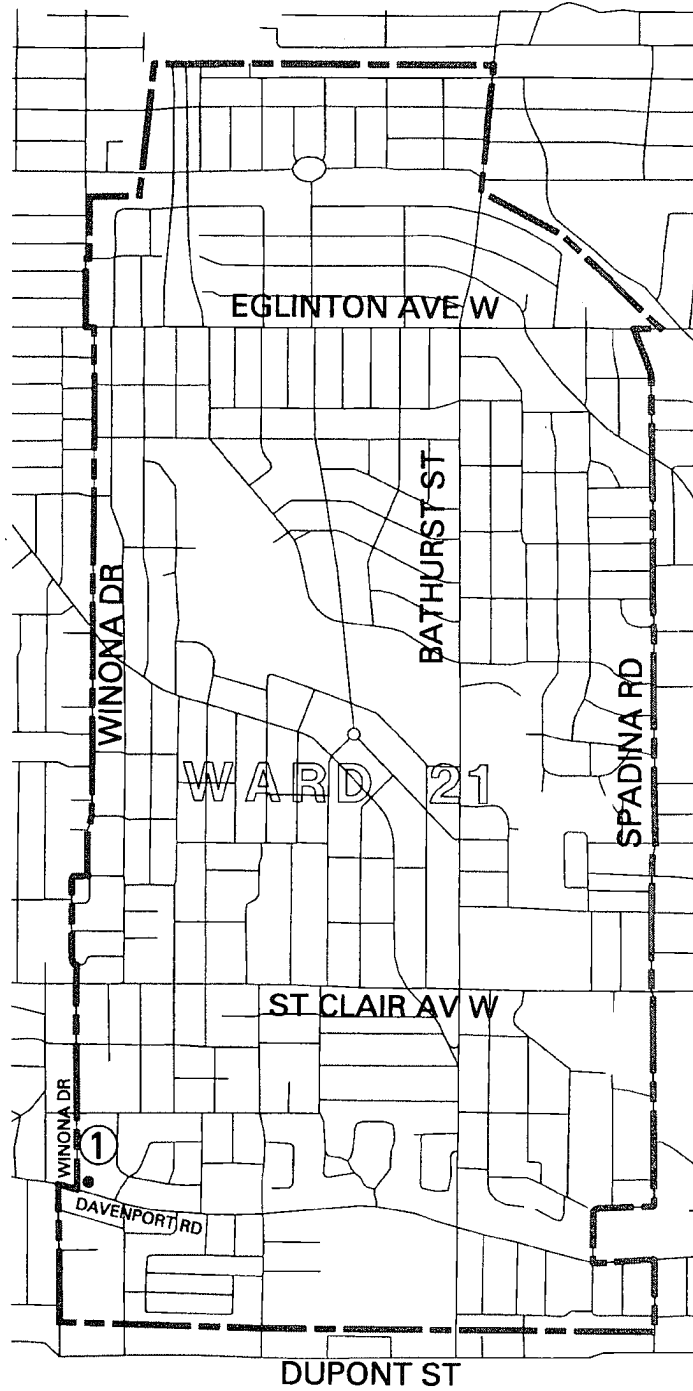 EGLINTON AVE W
BATHURST ST
WINONA DR
SPADINA RD
WARD 21
ST CLAIR AV W
WINONA DR
1
DAVENPORT RD
DUPONT ST